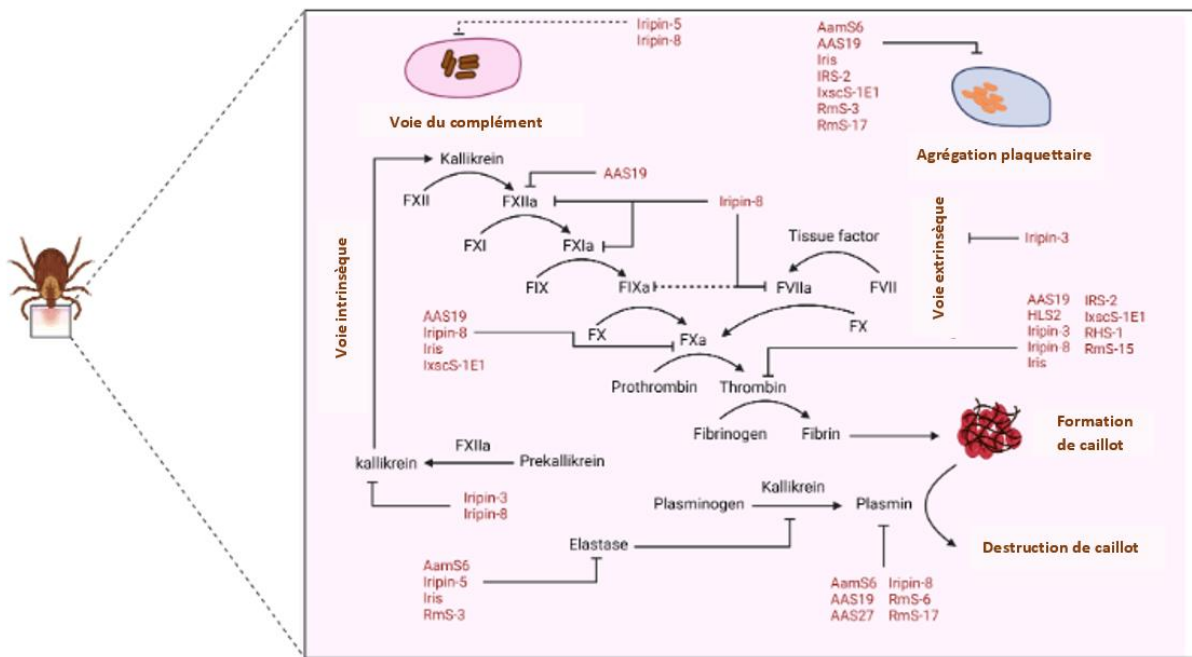 Iripin-5
Iripin-8
Voie du complément
AamS6
AAS19
Iris
IRS-2
IxscS-1E1
RmS-3
RmS-17
Agrégation plaquettaire
Kallikrein
AAS19
FXII
FXIIa
Iripin-8
FXI
FXIa
Tissue factor
Iripin-3
Voie intrinsèque
Voie extrinsèque
FIX
FIXa
FVIIa
FVII
AAS19
Iripin-8
Iris
IxscS-1E1
FX
FXa
FX
AAS19 IRS-2
HLS2 IxscS-1E1
Iripin-3 RHS-1
Iripin-8 RmS-15
Iris
Prothrombin
Thrombin
Fibrinogen
Fibrin
Formation
de caillot
FXIIa
kallikrein
Prekallikrein
Iripin-3
Iripin-8
Kallikrein
Plasminogen
Plasmin
Elastase
Destruction de caillot
AamS6
Iripin-5
Iris
RmS-3
AamS6 Iripin-8
AAS19 RmS-6
AAS27 RmS-17